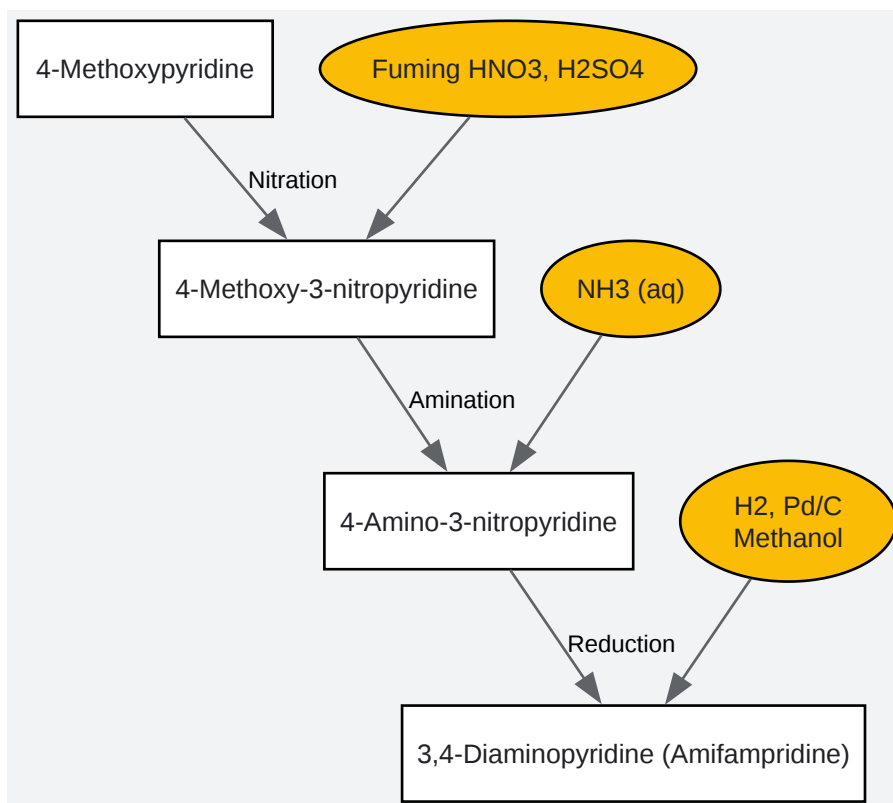 4-Methoxypyridine
Fuming HNO3, H2SO4
Nitration
4-Methoxy-3-nitropyridine
NH3 (aq)
Amination
4-Amino-3-nitropyridine
H2, Pd/C
Methanol
Reduction
3,4-Diaminopyridine (Amifampridine)